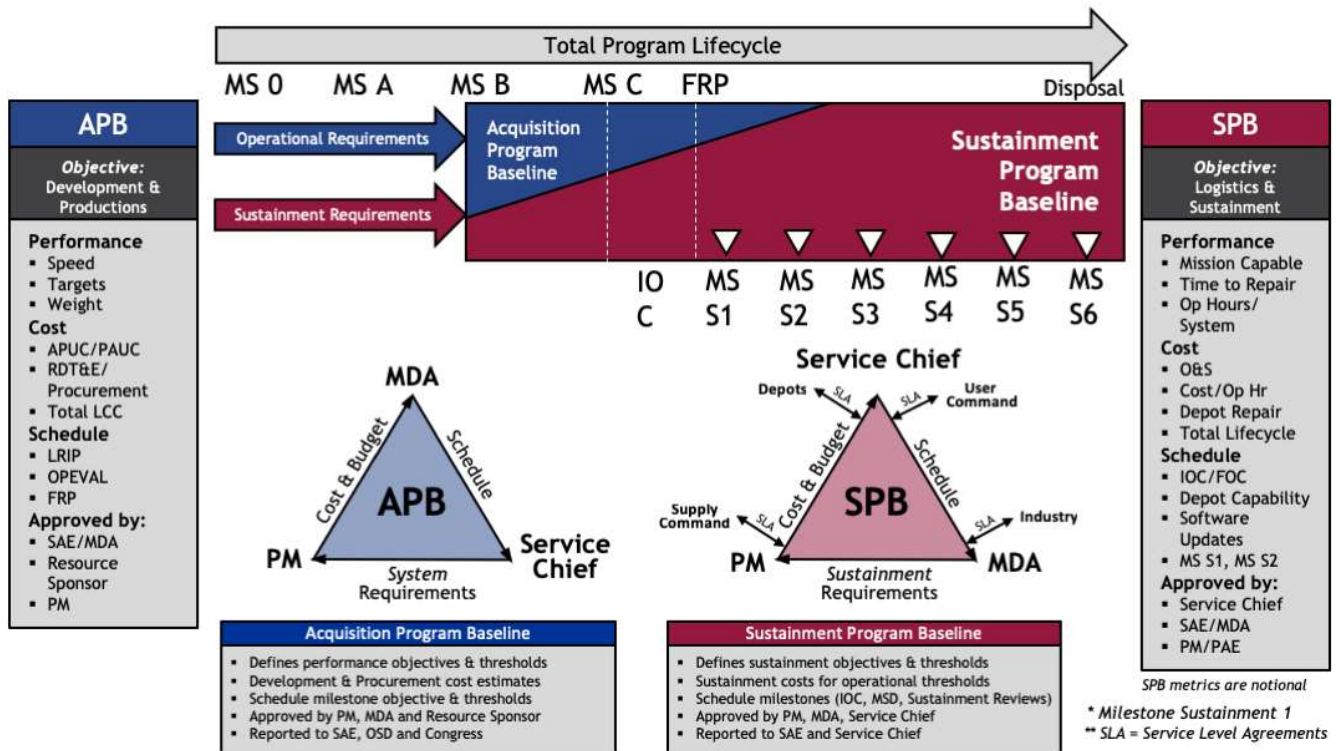 Total Program Lifecycle
MS 0
MS A
MS B
MS C
FRP
Disposal
APB
Objective:
Development &
Productions
Performance
▪ Speed
▪ Targets
▪ Weight
Cost
▪ APUC/PAUC
▪ RDT&E/
Procurement
▪ Total LCC
Schedule
▪ LRIP
▪ OPEVAL
▪ FRP
Approved by:
▪ SAE/MDA
▪ Resource
Sponsor
▪ PM
Operational Requirements
Sustainment Requirements
Acquisition
Program
Baseline
Sustainment
Program
Baseline
IO
C
MS
S1
MS
S2
MS
S3
MS
S4
MS
S5
MS
S6
SPB
Objective:
Logistics &
Sustainment
Performance
▪ Mission Capable
▪ Time to Repair
▪ Op Hours/
System
Cost
▪ O&S
▪ Cost/Op Hr
▪ Depot Repair
▪ Total Lifecycle
Schedule
▪ IOC/FOC
▪ Depot Capability
▪ Software
Updates
▪ MS S1, MS S2
Approved by:
▪ Service Chief
▪ SAE/MDA
▪ PM/PAE
MDA
Cost & Budget
Schedule
APB
PM
Service
Chief
System
Requirements
Service Chief
Depots
SLA
SLA
User
Command
Cost & Budget
Schedule
SPB
Supply
Command
SLA
SLA
Industry
PM
MDA
Sustainment
Requirements
Acquisition Program Baseline
▪ Defines performance objectives & thresholds
▪ Development & Procurement cost estimates
▪ Schedule milestone objective & thresholds
▪ Approved by PM, MDA and Resource Sponsor
▪ Reported to SAE, OSD and Congress
Sustainment Program Baseline
▪ Defines sustainment objectives & thresholds
▪ Sustainment costs for operational thresholds
▪ Schedule milestones (IOC, MSD, Sustainment Reviews)
▪ Approved by PM, MDA, Service Chief
▪ Reported to SAE and Service Chief
SPB metrics are notional
* Milestone Sustainment 1
** SLA = Service Level Agreements